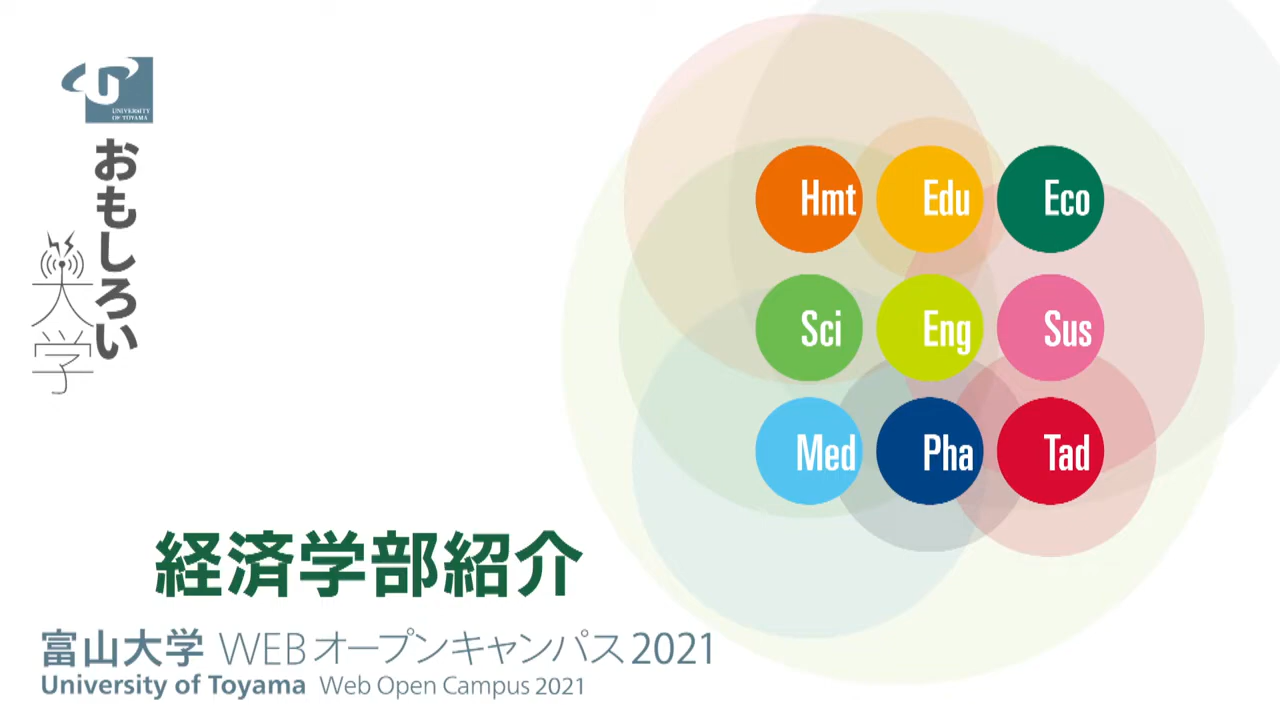 UNIVERSITY
OF TOYAMA
おもしろい
大学
Hmt Edu Eco
Sci Eng Sus
Med Pha Tad
経済学部紹介
富山大学 WEBオープンキャンパス2021
University of Toyama Web Open Campus 2021